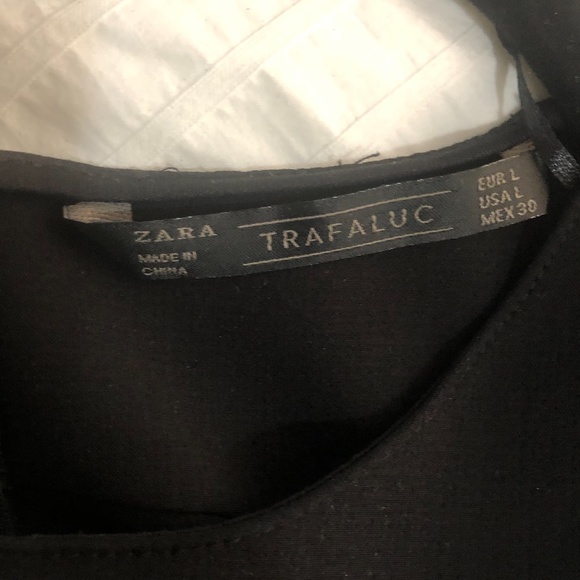 ZARA
MADE IN
CHINA
TRAFALUC
EUR L
USA L
MEX 30